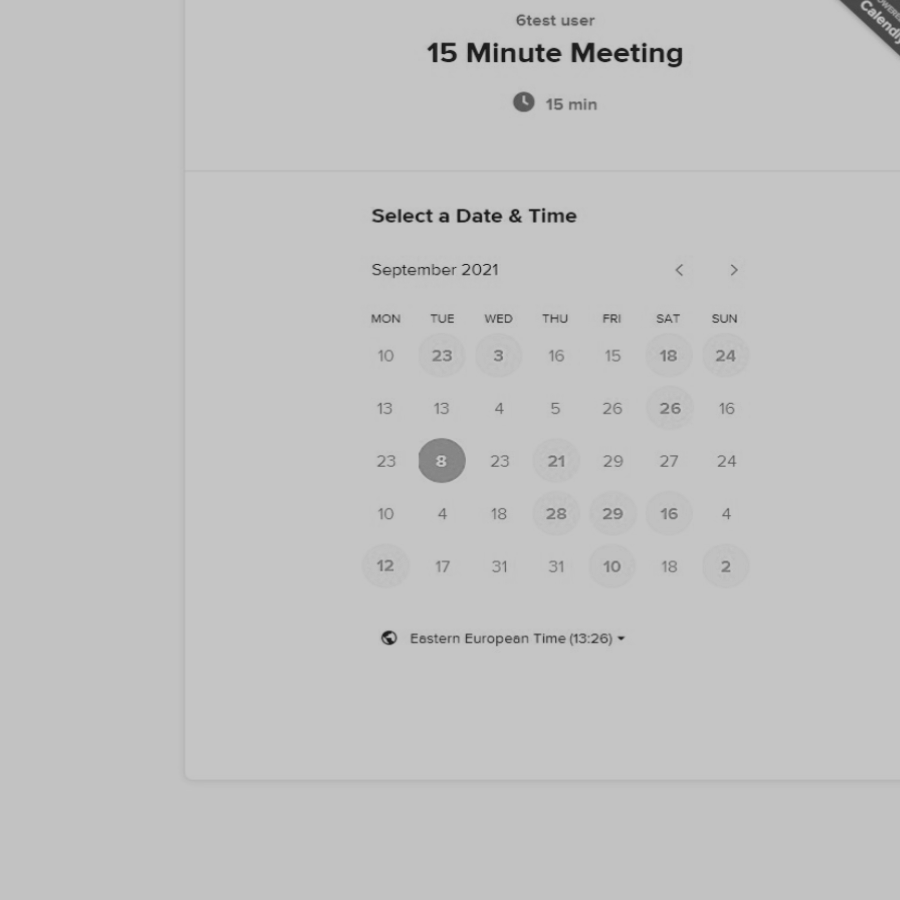 6test user
15 Minute Meeting
15 min
Calendly
Select a Date & Time
September 2021
MON TUE WED THU FRI SAT SUN
10 23 3 16 15 18 24
13 13 4 5 26 26 16
23 8 23 21 29 27 24
10 4 18 28 29 16 4
12 17 31 31 10 18 2
Eastern European Time (13:26)